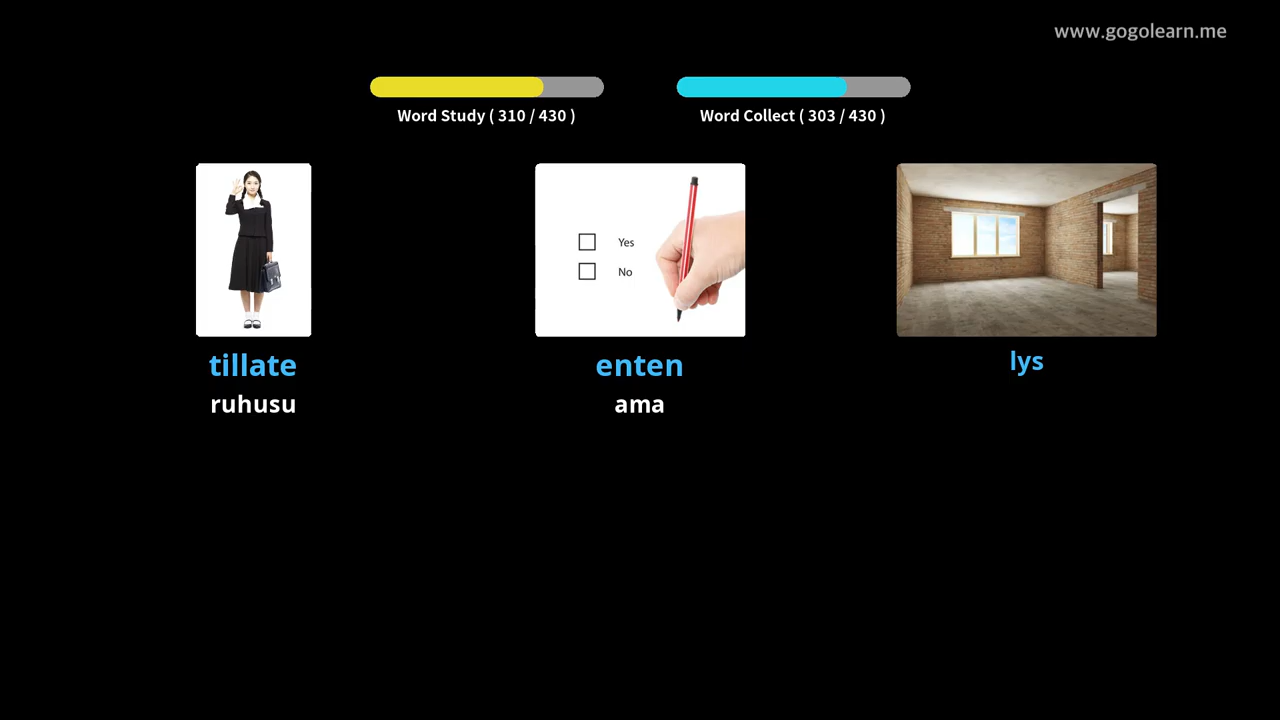 www.gogolearn.me
Word Study ( 310 / 430 )
Word Collect ( 303 / 430 )
Yes
No
tillate
enten
lys
ruhusu
ama